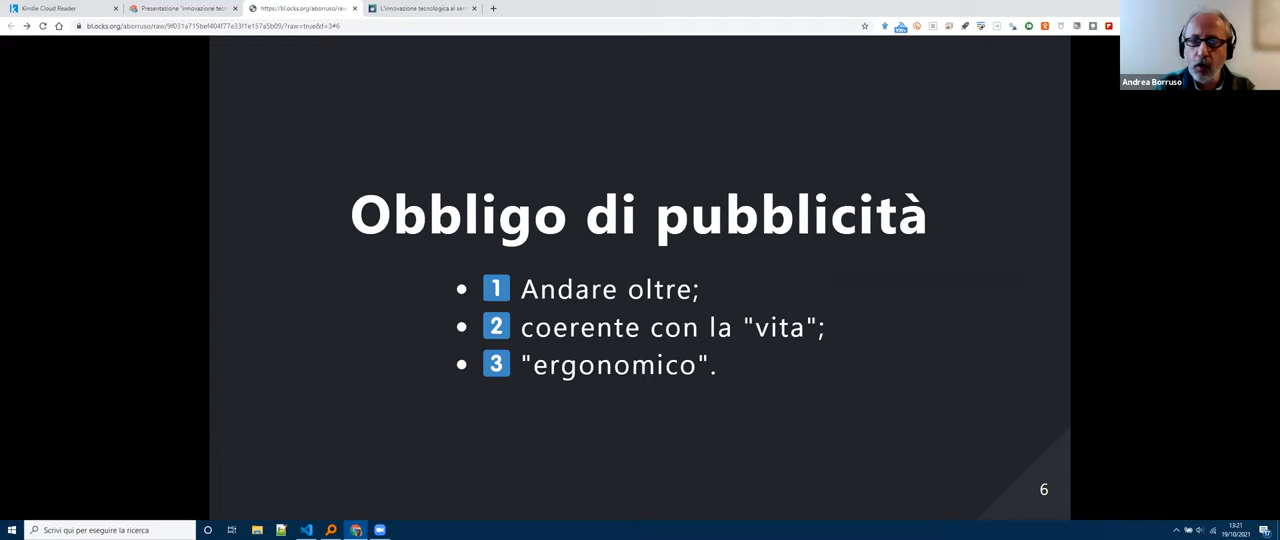 Kindle Cloud Reader
Presentazione "innovazione tecn
https://bl.ocks.org/aborruso/raw
L'innovazione tecnologica al ser
bl.ocks.org/aborruso/raw/9f031a715bef404f77e33f1e157a5b09/?raw=true&f=3#6
Andrea Borruso
Obbligo di pubblicità
• 1 Andare oltre;
• 2 coerente con la "vita";
• 3 "ergonomico".
6
Scrivi qui per eseguire la ricerca
13:21
19/10/2021